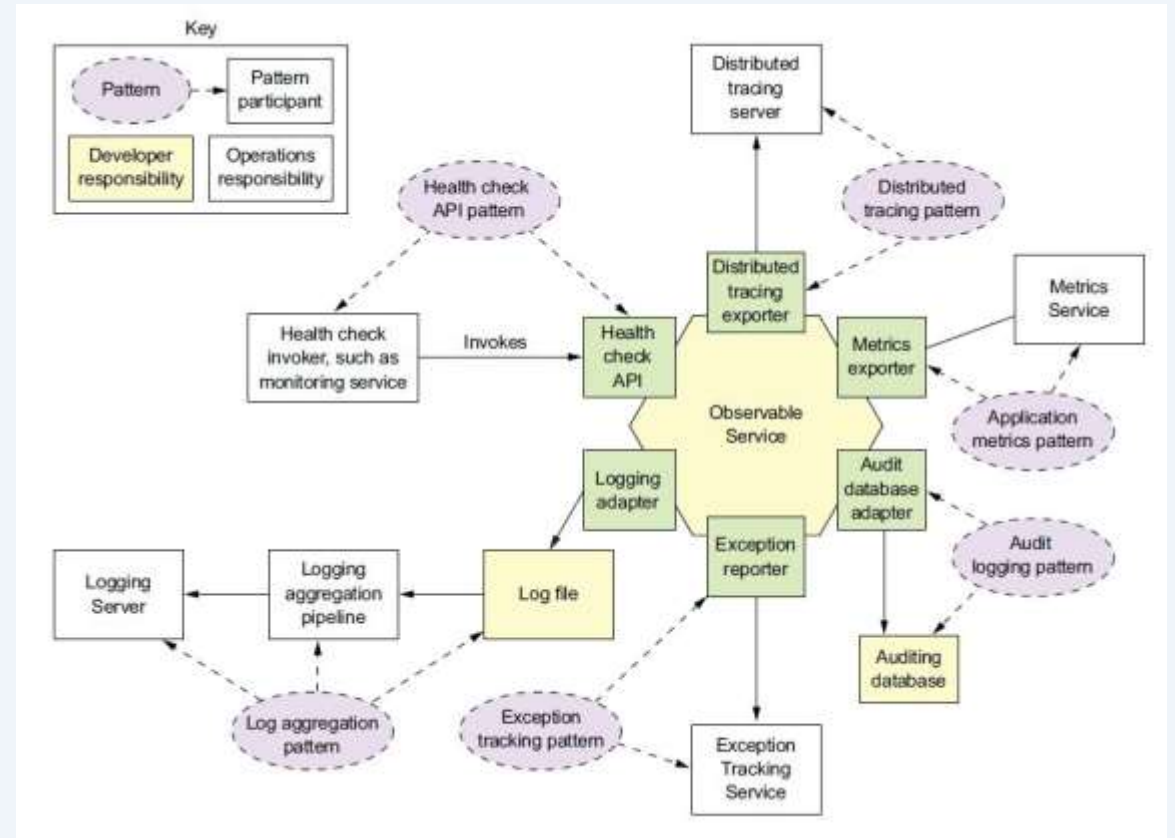 Key
Pattern
Pattern
participant
Developer
responsibility
Operations
responsibility
Distributed
tracing
server
Health check
API pattern
Distributed
tracing pattern
Distributed
tracing
exporter
Metrics
Service
Health check
invoker, such as
monitoring service
Invokes
Health
check
API
Metrics
exporter
Observable
Service
Application
metrics pattern
Logging
adapter
Audit
database
adapter
Exception
reporter
Audit
logging pattern
Logging
Server
Logging
aggregation
pipeline
Log file
Auditing
database
Log aggregation
pattern
Exception
tracking pattern
Exception
Tracking
Service